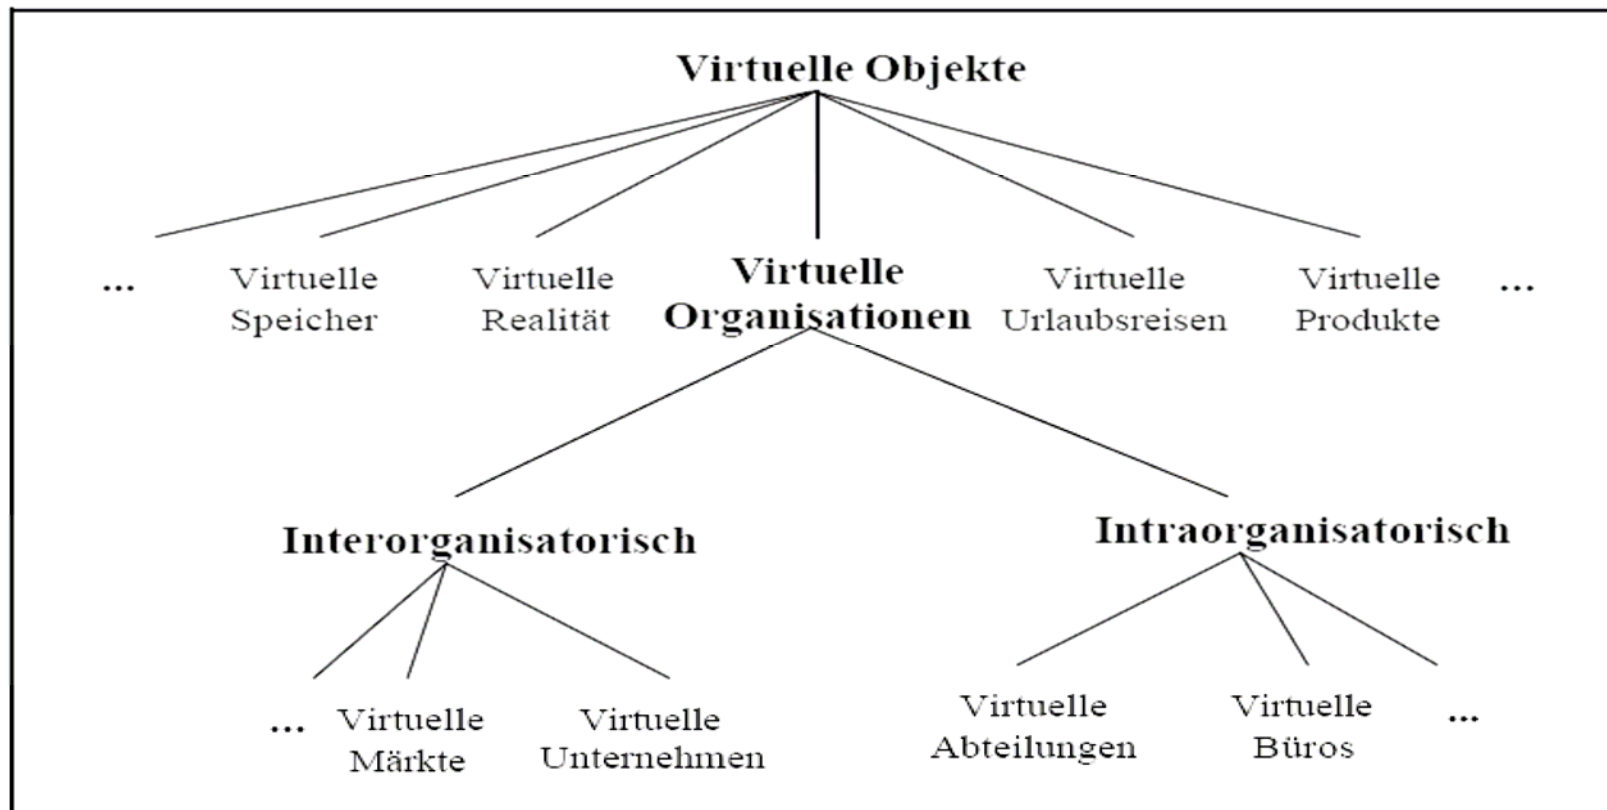 Virtuelle Objekte
... Virtuelle Virtuelle Virtuelle Virtuelle Virtuelle ...
Speicher Realität Organisationen Urlaubsreisen Produkte
Interorganisatorisch Intraorganisatorisch
... Virtuelle Virtuelle Virtuelle Virtuelle ...
Märkte Unternehmen Abteilungen Büros